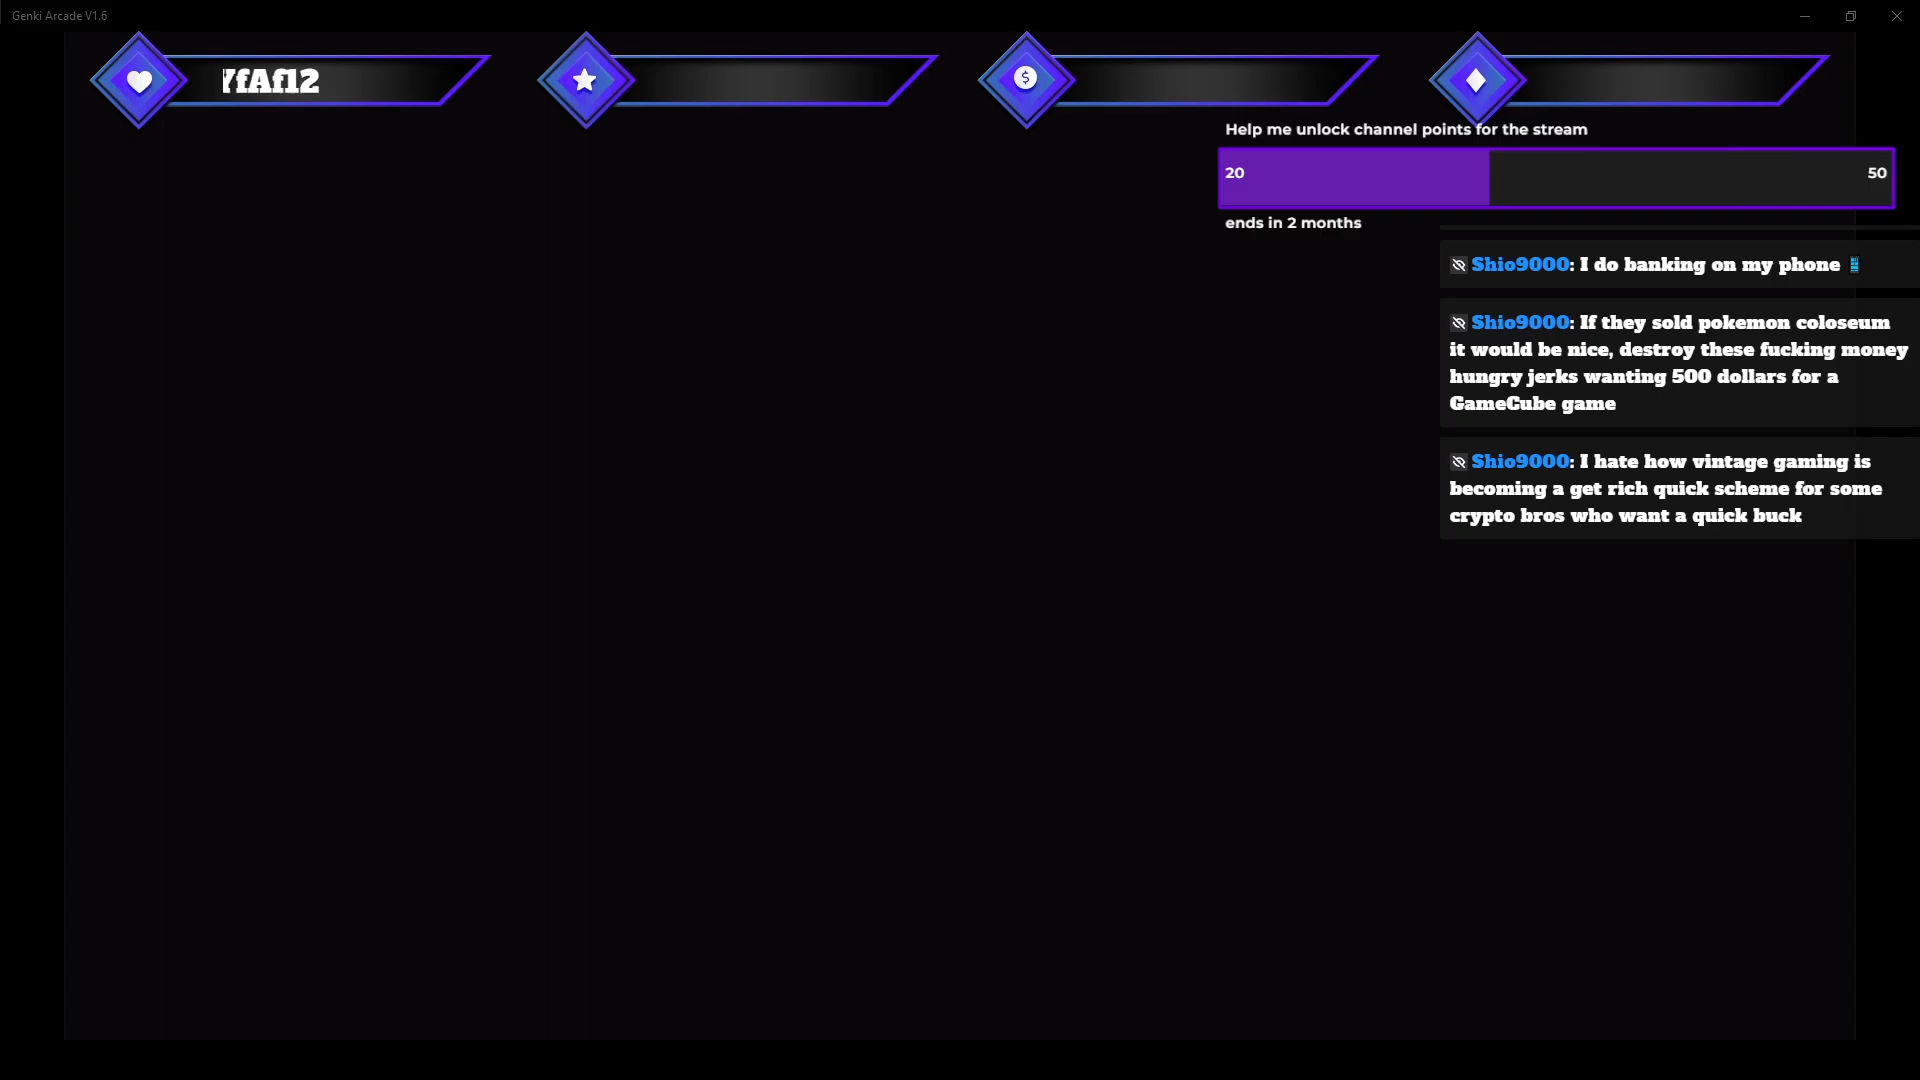 Genki Arcade V1.6
7fAf12
Help me unlock channel points for the stream
20 50
ends in 2 months
Shio9000: I do banking on my phone
Shio9000: If they sold pokemon coloseum
it would be nice, destroy these fucking money
hungry jerks wanting 500 dollars for a
GameCube game
Shio9000: I hate how vintage gaming is
becoming a get rich quick scheme for some
crypto bros who want a quick buck